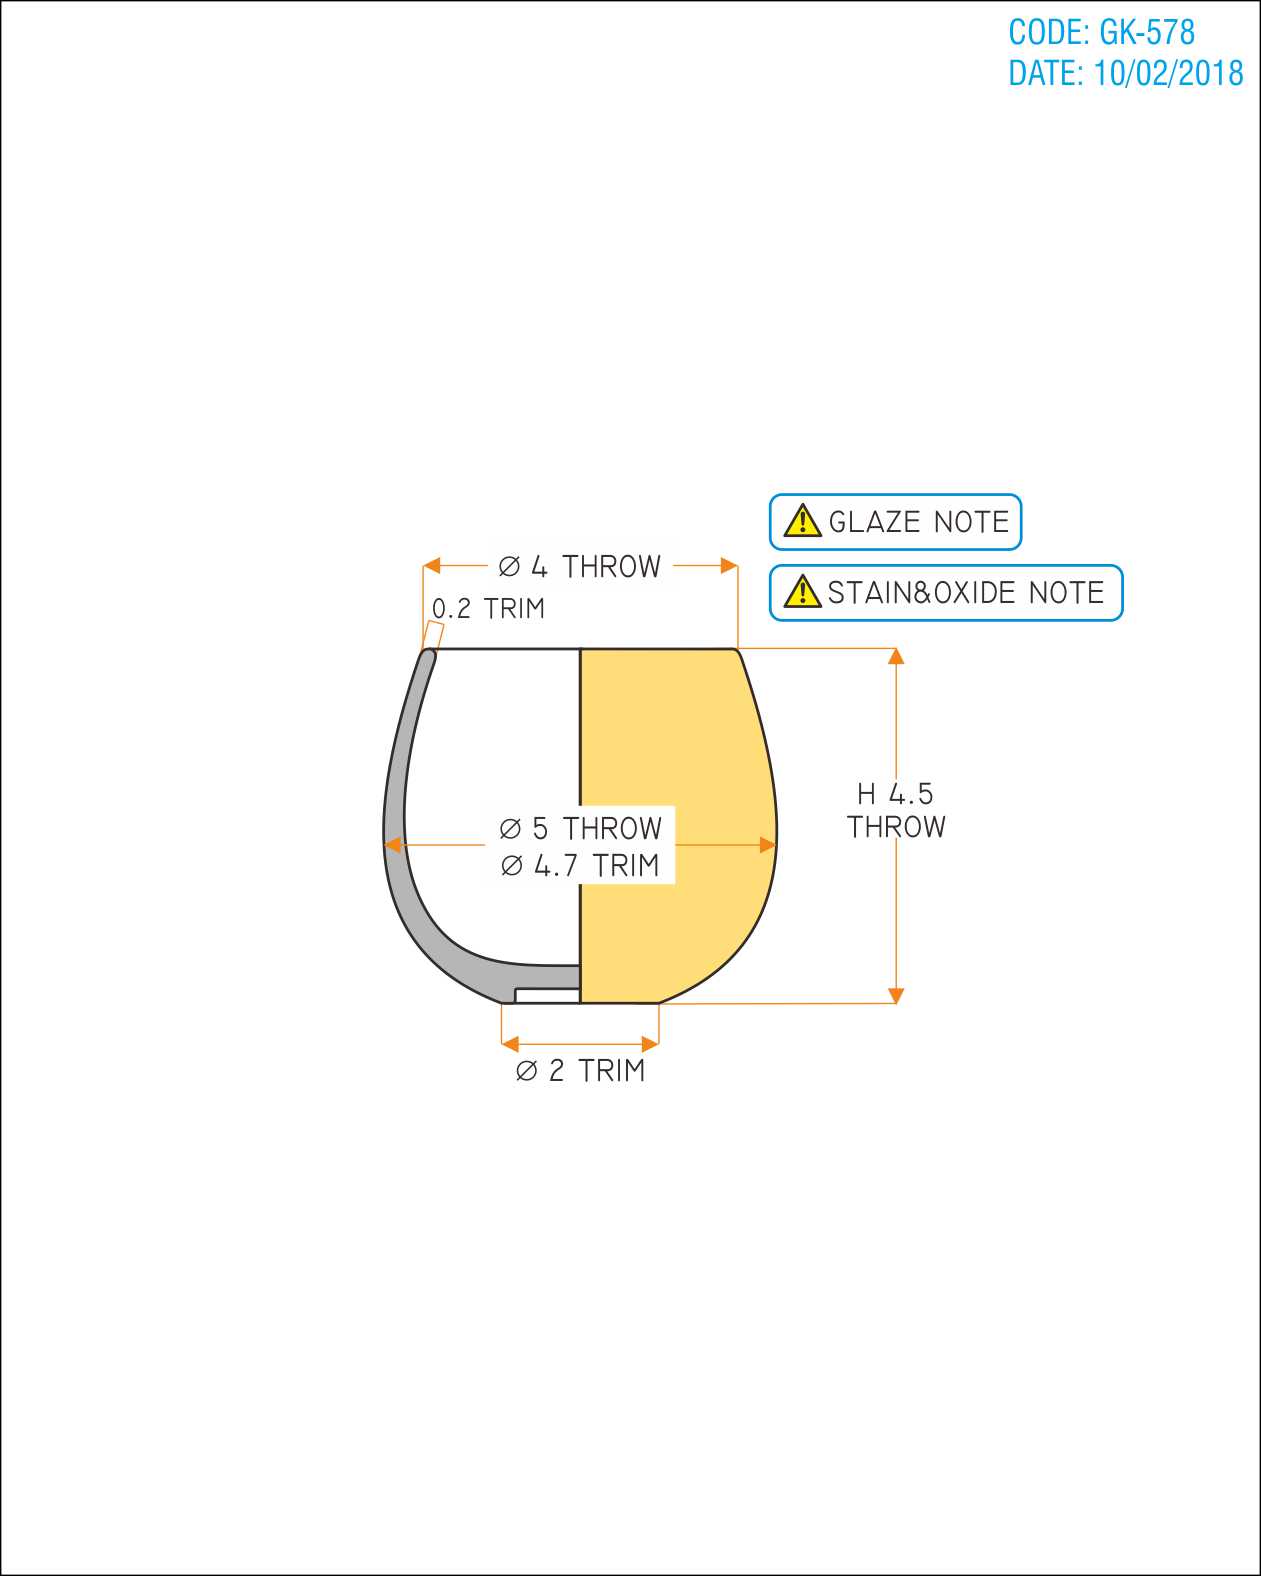 CODE: GK-578
DATE: 10/02/2018
GLAZE NOTE
STAIN&OXIDE NOTE
Ø 4 THROW
0.2 TRIM
H 4.5
THROW
Ø 5 THROW
Ø 4.7 TRIM
Ø 2 TRIM